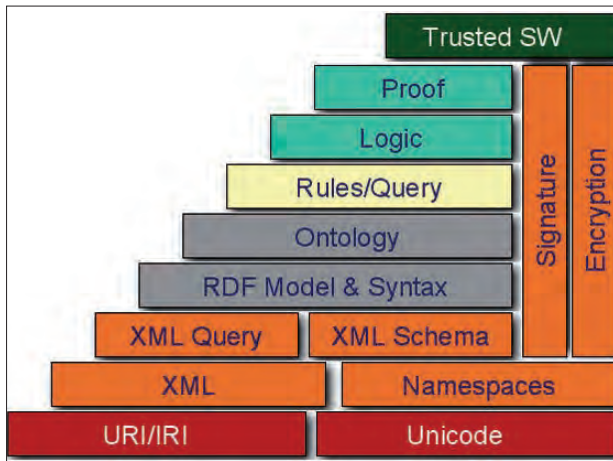 Trusted SW
Proof
Logic
Rules/Query
Ontology
RDF Model & Syntax
XML Query
XML Schema
Signature
Encryption
XML
Namespaces
URI/IRI
Unicode